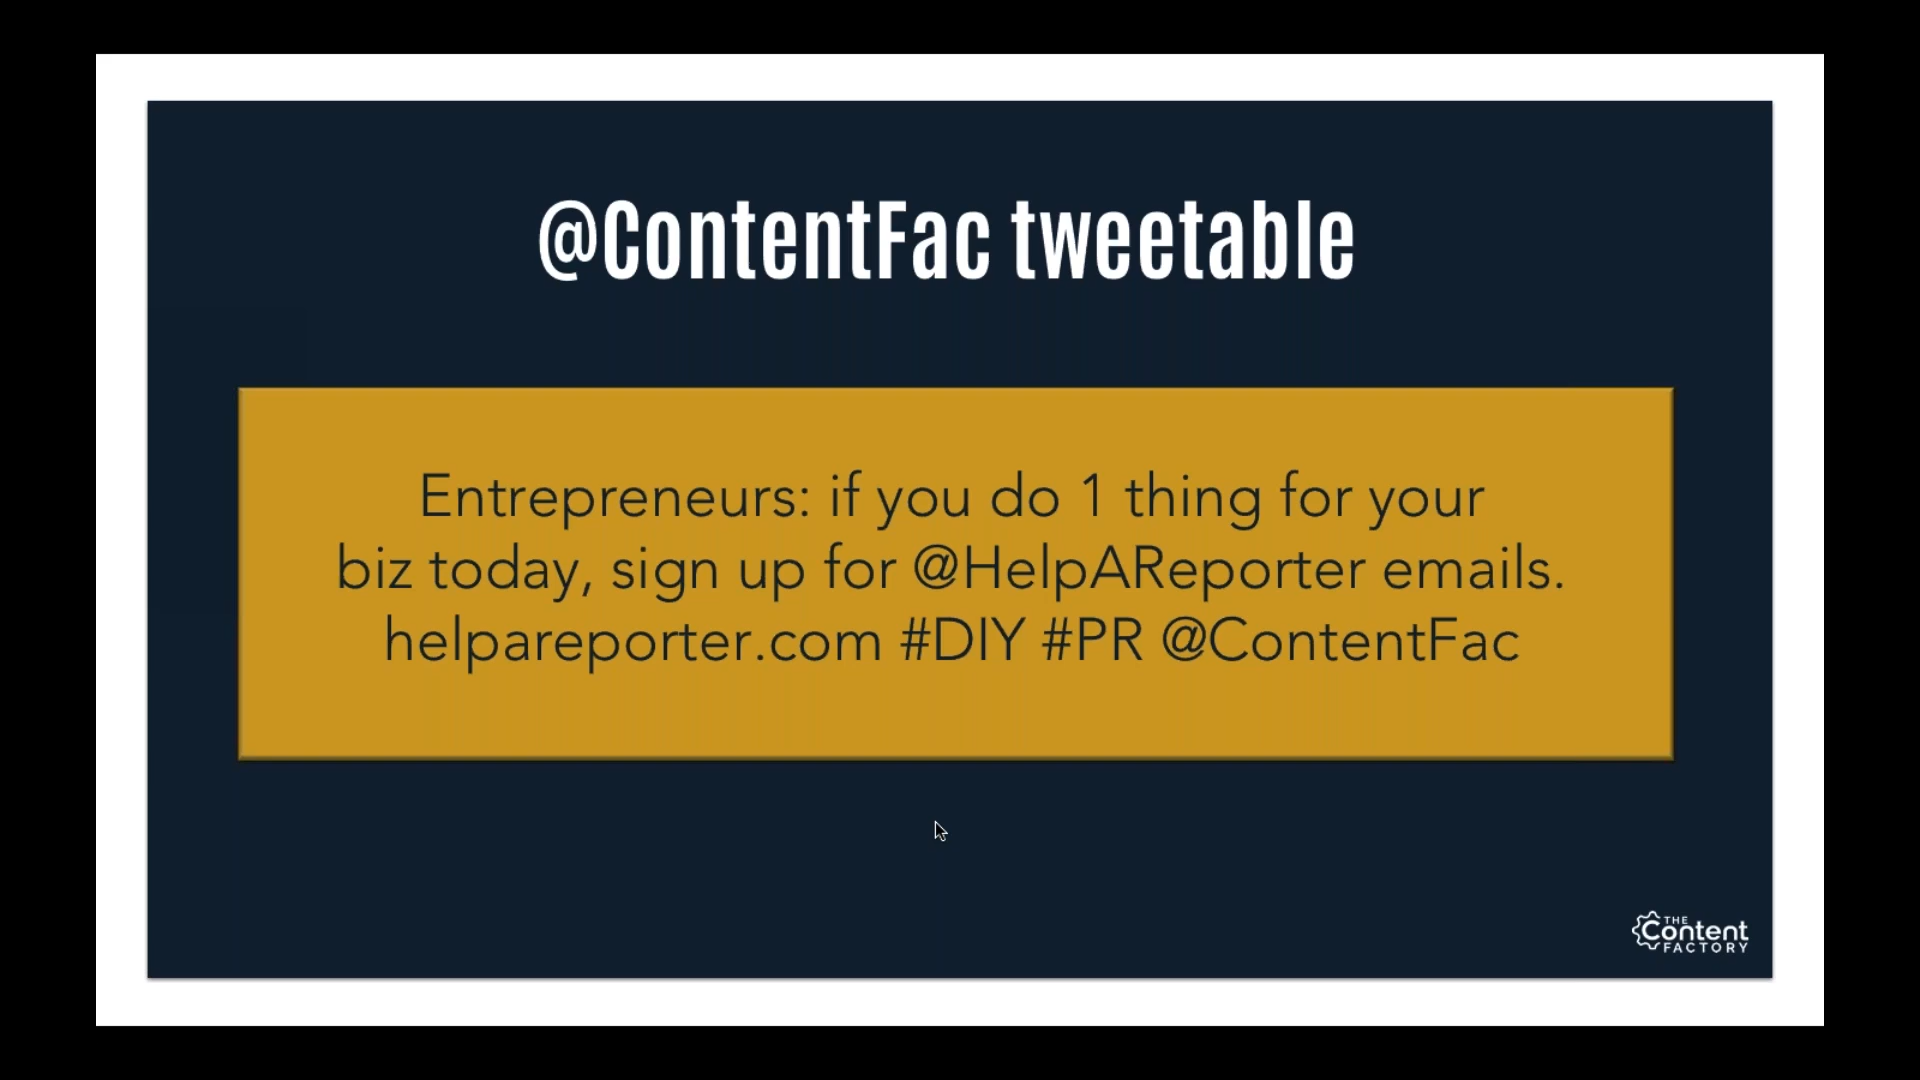 @ContentFac tweetable
Entrepreneurs: if you do 1 thing for your
biz today, sign up for @HelpAReporter emails.
helpareporter.com #DIY #PR @ContentFac
THE
Content
FACTORY